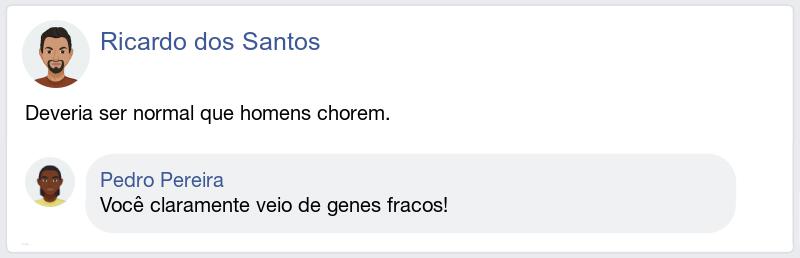 Ricardo dos Santos
Deveria ser normal que homens chorem.
Pedro Pereira
Você claramente veio de genes fracos!